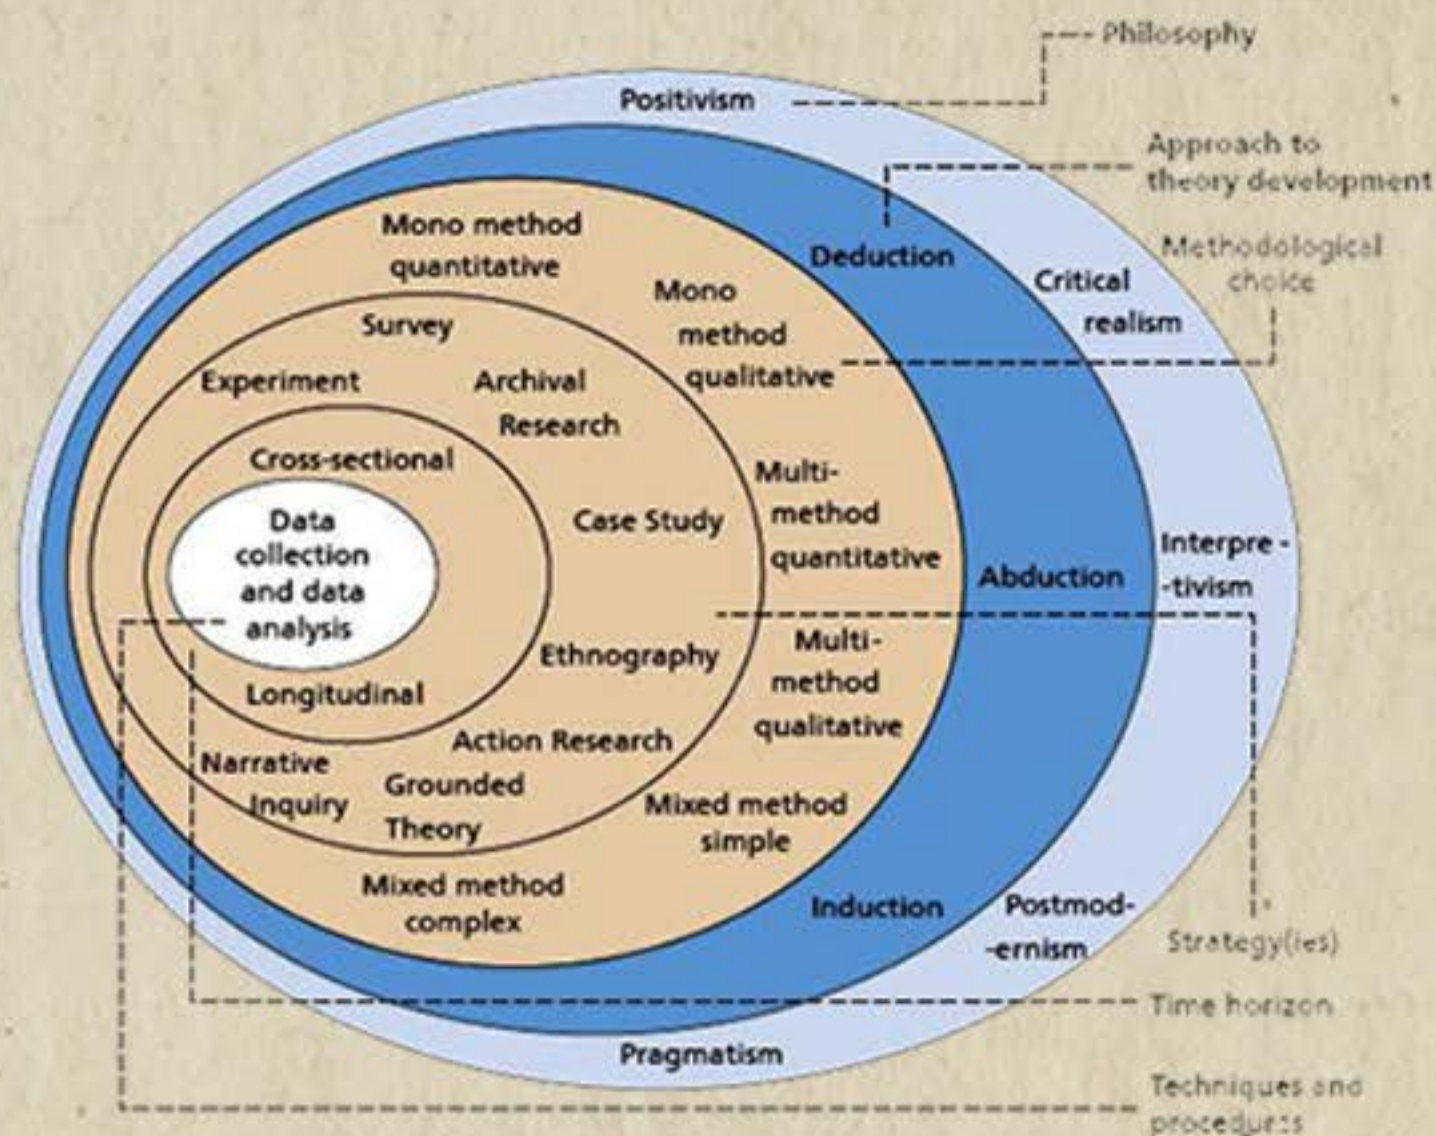 Philosophy
Positivism
Approach to
theory development
Mono method
quantitative
Deduction
Methodological
choice
Critical
realism
Mono
method
qualitative
Survey
Experiment
Archival
Research
Cross-sectional
Multi-
method
quantitative
Data
collection
and data
analysis
Case Study
Interpre-
-tivism
Abduction
Ethnography
Multi-
method
qualitative
Longitudinal
Action Research
Narrative
Inquiry
Grounded
Theory
Mixed method
simple
Mixed method
complex
Induction
Postmod-
-ernism
Strategy(ies)
Time horizon
Pragmatism
Techniques and
procedures